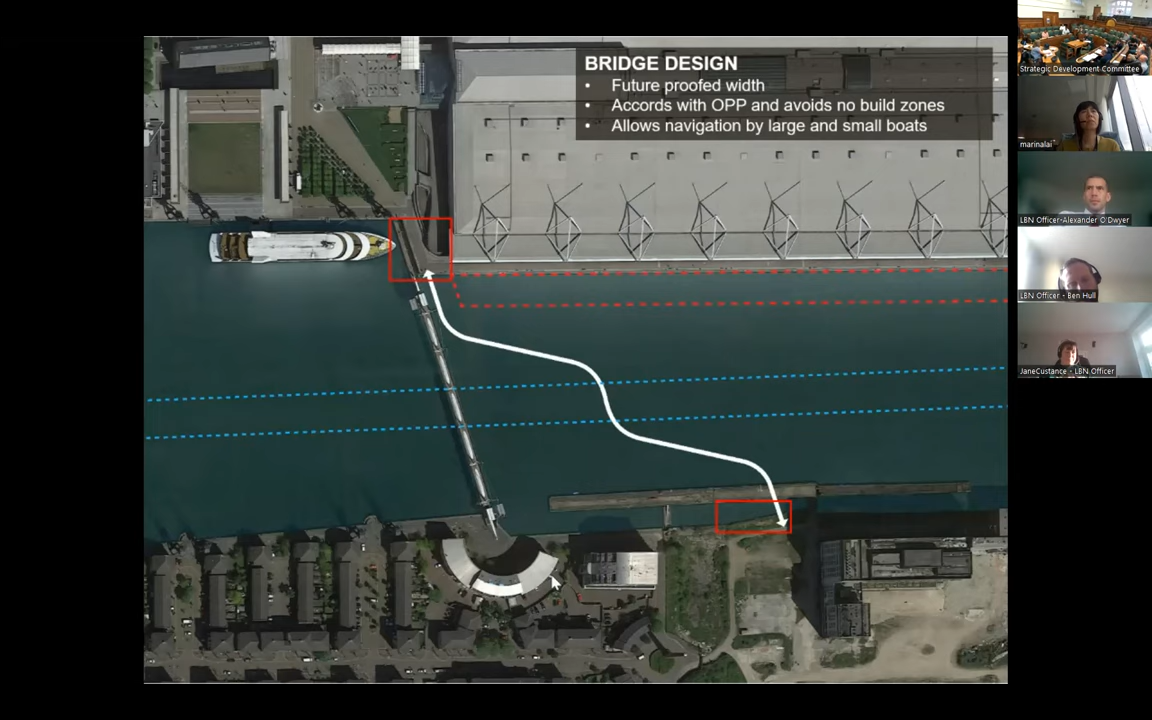 BRIDGE DESIGN
• Future proofed width
• Accords with OPP and avoids no build zones
• Allows navigation by large and small boats
Strategic Development Committee
marinalai
LBN Officer-Alexander O'Dwyer
LBN Officer - Ben Hull
JaneCustance - LBN Officer